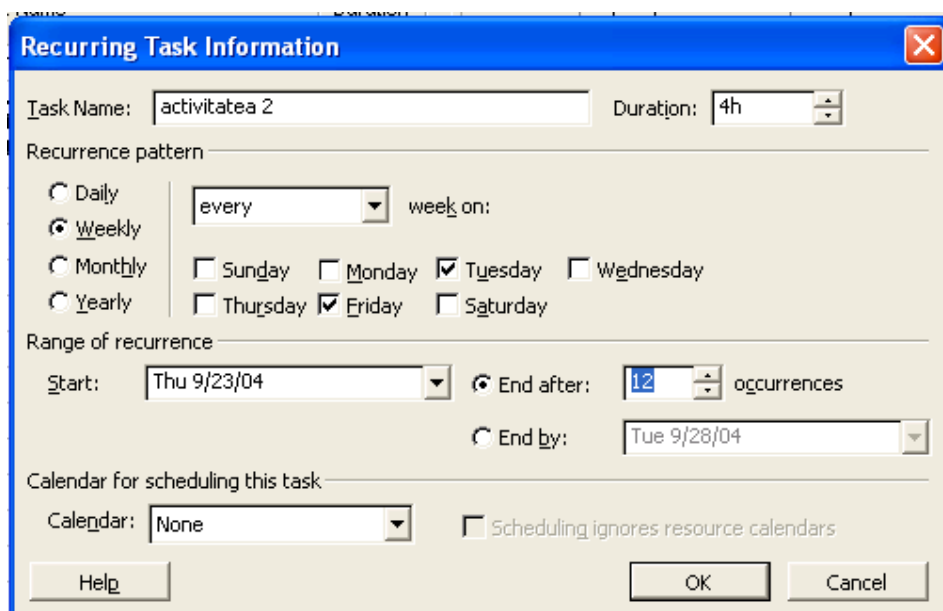 Recurring Task Information
Task Name: activitatea 2 Duration: 4h
Recurrence pattern
Daily
Weekly
Monthly
Yearly
every week on:
Sunday Monday Tuesday Wednesday
Thursday Friday Saturday
Range of recurrence
Start: Thu 9/23/04 End after: 12 occurrences
End by: Tue 9/28/04
Calendar for scheduling this task
Calendar: None Scheduling ignores resource calendars
Help OK Cancel